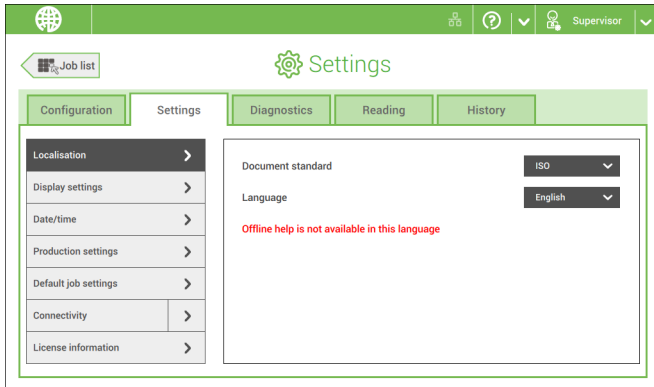 Supervisor
Job list
Settings
Configuration
Settings
Diagnostics
Reading
History
Localisation
Display settings
Date/time
Production settings
Default job settings
Connectivity
License information
Document standard
ISO
Language
English
Offline help is not available in this language